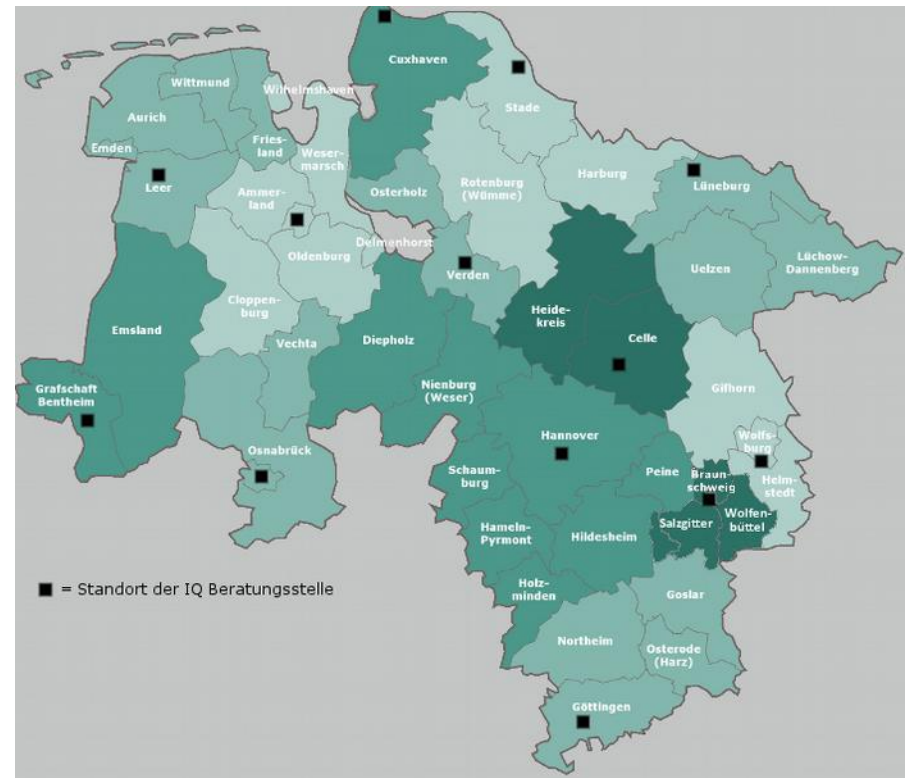 Cuxhaven
Wittmund
Wilhelmshaven
Stade
Aurich
Emden
Fries-
land
Weser-
marsch
Leer
Ammer-
land
Osterholz
Rotenburg
(Wümme)
Harburg
Lüneburg
Delmenhorst
Oldenburg
Verden
Uelzen
Lüchow-
Dannenberg
Cloppen-
burg
Heide-
kreis
Emsland
Vechta
Diepholz
Celle
Grafschaft
Bentheim
Nienburg
(Weser)
Gifhorn
Hannover
Wolfs-
burg
Osnabrück
Schaum-
burg
Peine
Braun-
schweig
Helm-
stedt
Hameln-
Pyrmont
Hildesheim
Salzgitter
Wolfen-
büttel
= Standort der IQ Beratungsstelle
Holz-
minden
Goslar
Northeim
Osterode
(Harz)
Göttingen